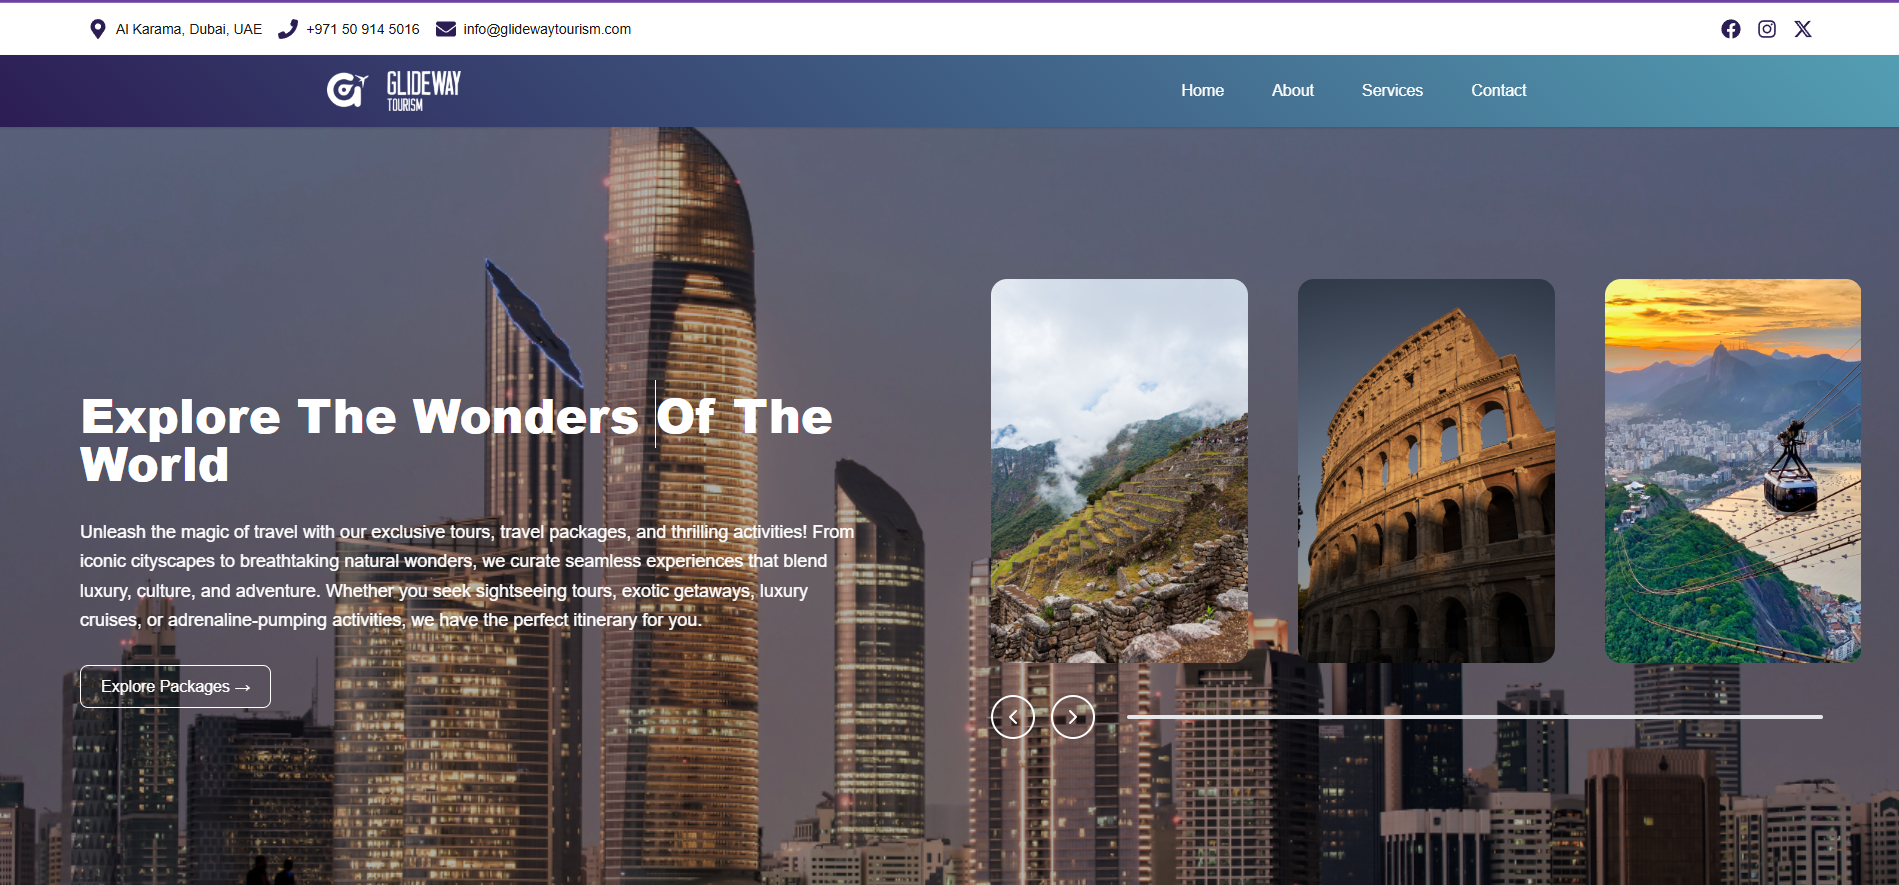 Al Karama, Dubai, UAE +971 50 914 5016 info@glidewaytourism.com
GLIDEWAY
TOURISM
Home About Services Contact
Explore The Wonders Of The
World
Unleash the magic of travel with our exclusive tours, travel packages, and thrilling activities! From
iconic cityscapes to breathtaking natural wonders, we curate seamless experiences that blend
luxury, culture, and adventure. Whether you seek sightseeing tours, exotic getaways, luxury
cruises, or adrenaline-pumping activities, we have the perfect itinerary for you.
Explore Packages →